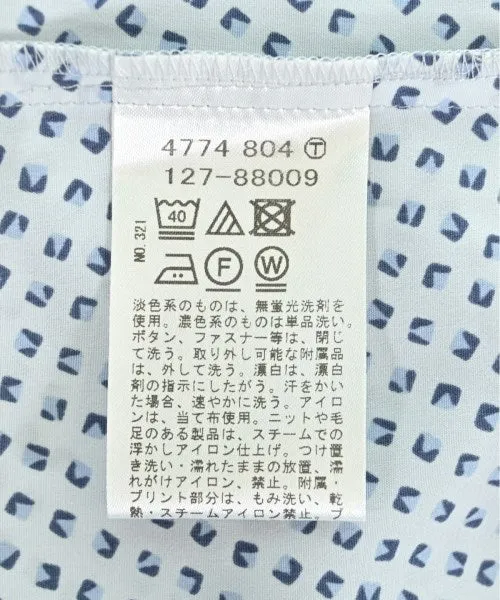 4774 804 Ⓣ
127-88009
NO. 321
40
F W
淡色系のものは、無蛍光洗剤を
使用。濃色系のものは単品洗い。
ボタン、ファスナー等は、閉じ
て洗う。取り外し可能な附属品
は、外して洗う。漂白は、漂白
剤の指示にしたがう。汗をかい
た場合、速やかに洗う。アイロ
ンは、当て布使用。ニットや毛
足のある製品は、スチームでの
浮かしアイロン仕上げ。つけ置
き洗い・濡れたままの放置、濡
れがけアイロン、禁止。附属・
プリント部分は、もみ洗い、乾
熱・スチームアイロン禁止。プ